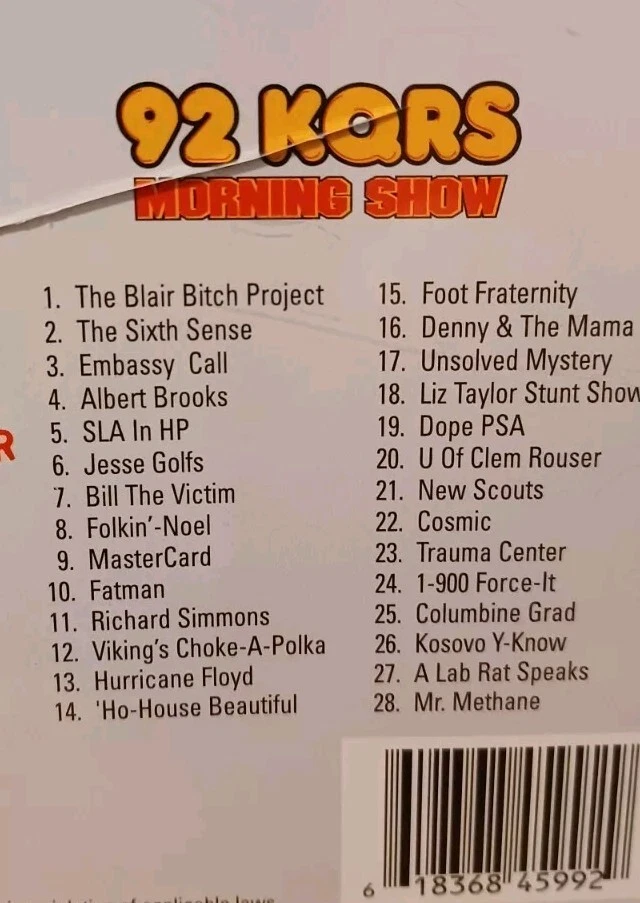 92 KQRS
MORNING SHOW
1. The Blair Bitch Project
2. The Sixth Sense
3. Embassy Call
4. Albert Brooks
5. SLA In HP
6. Jesse Golfs
7. Bill The Victim
8. Folkin'-Noel
9. MasterCard
10. Fatman
11. Richard Simmons
12. Viking's Choke-A-Polka
13. Hurricane Floyd
14. 'Ho-House Beautiful
15. Foot Fraternity
16. Denny & The Mama
17. Unsolved Mystery
18. Liz Taylor Stunt Show
19. Dope PSA
20. U Of Clem Rouser
21. New Scouts
22. Cosmic
23. Trauma Center
24. 1-900 Force-It
25. Columbine Grad
26. Kosovo Y-Know
27. A Lab Rat Speaks
28. Mr. Methane
R
6 18368 45992
of applicable laws